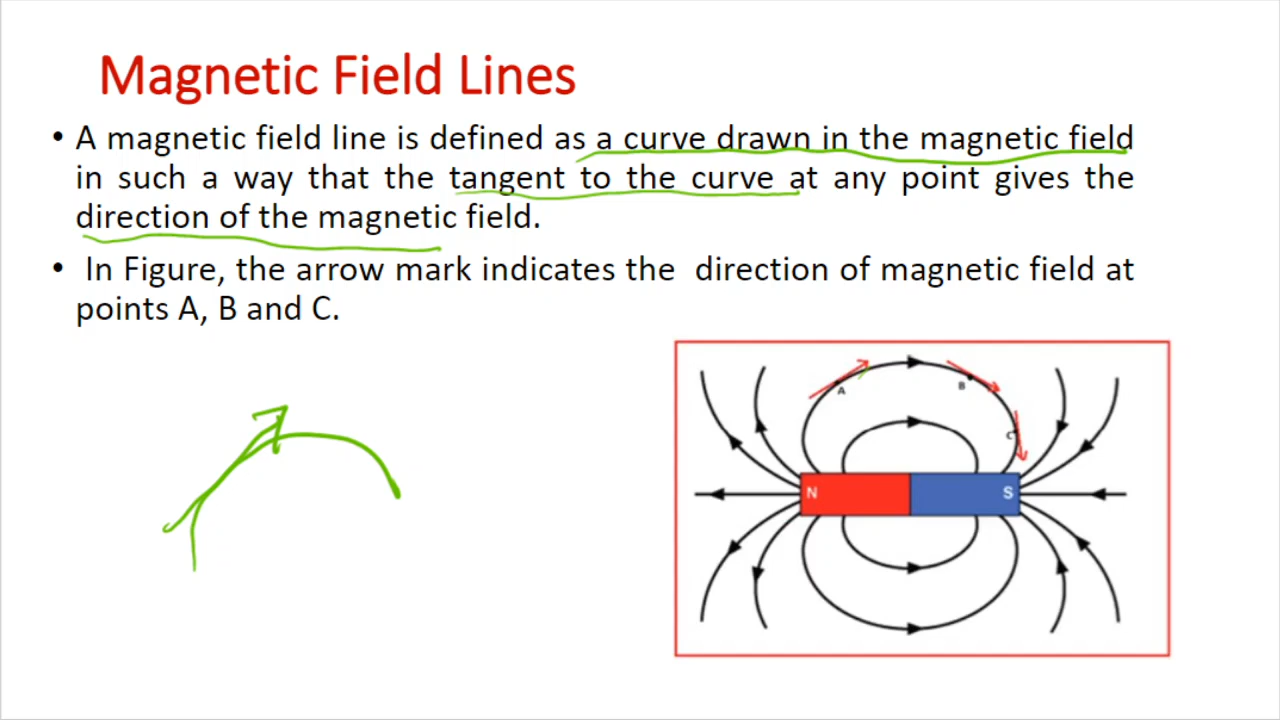 Magnetic Field Lines
• A magnetic field line is defined as a curve drawn in the magnetic field
in such a way that the tangent to the curve at any point gives the
direction of the magnetic field.
• In Figure, the arrow mark indicates the direction of magnetic field at
points A, B and C.
A
B
C
N
S